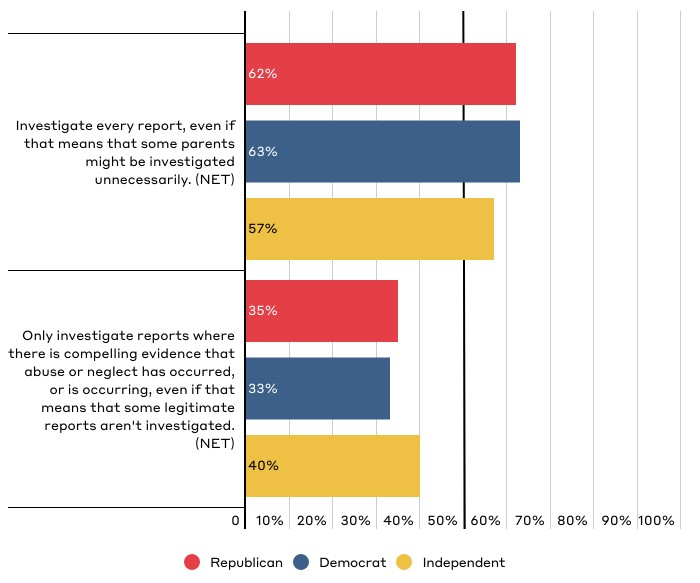 62%
Investigate every report, even if
that means that some parents
might be investigated
unnecessarily. (NET)
63%
57%
35%
Only investigate reports where
there is compelling evidence that
abuse or neglect has occurred,
or is occurring, even if that
means that some legitimate
reports aren't investigated.
(NET)
33%
40%
0 10% 20% 30% 40% 50% 60% 70% 80% 90% 100%
Republican Democrat Independent